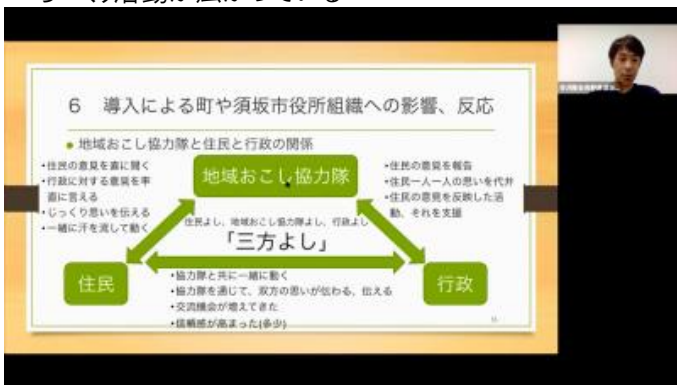 ６　導入による町や須坂市役所組織への影響、反応
●地域おこし協力隊と住民と行政の関係
・住民の意見を直に聞く
・行政に対する意見を率
直に言える
・じっくり思いを伝える
・一緒に汗を流して動く
地域おこし協力隊
・住民の意見を報告
・住民一人一人の思いを代弁
・住民の意見を反映した活
動、それを支援
住民よし、地域おこし協力隊よし、行政よし
「三方よし」
住民
行政
・協力隊と共に一緒に動く
・協力隊を通じて、双方の思いが伝わる、伝える
・交流機会が増えてきた
・信頼感が高まった(多少)